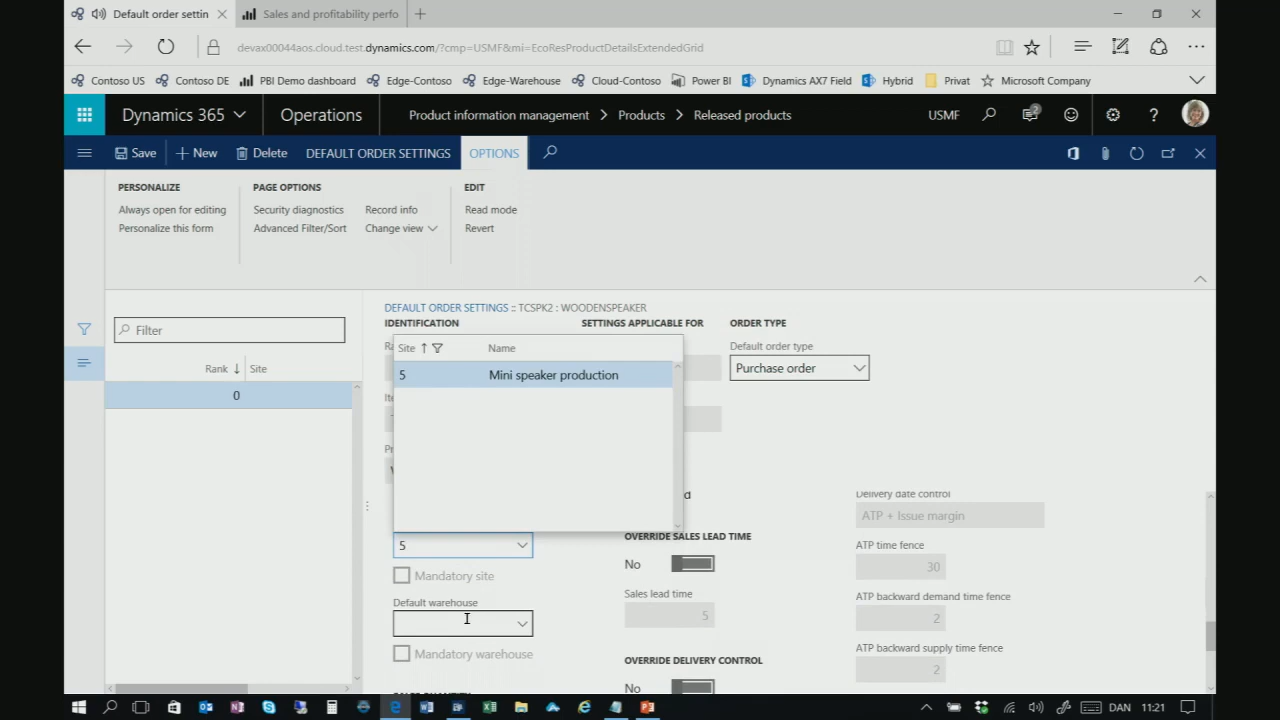 Default order settin
Sales and profitability perfo
devax00044aos.cloud.test.dynamics.com/?cmp=USMF&mi=EcoResProductDetailsExtendedGrid
Contoso US
Contoso DE
PBI Demo dashboard
Edge-Contoso
Edge-Warehouse
Cloud-Contoso
Power BI
Dynamics AX7 Field
Hybrid
Privat
Microsoft Company
Dynamics 365
Operations
Product information management > Products > Released products
USMF
2
?
Save
New
Delete
DEFAULT ORDER SETTINGS
OPTIONS
PERSONALIZE
Always open for editing
Personalize this form
PAGE OPTIONS
Security diagnostics
Advanced Filter/Sort
Record info
Change view
EDIT
Read mode
Revert
Filter
Rank
Site
0
DEFAULT ORDER SETTINGS :: TCSPK2 : WOODENSPEAKER
IDENTIFICATION
SETTINGS APPLICABLE FOR
ORDER TYPE
Default order type
Purchase order
Site
Name
5
Mini speaker production
5
Mandatory site
Default warehouse
Mandatory warehouse
OVERRIDE SALES LEAD TIME
No
Sales lead time
5
OVERRIDE DELIVERY CONTROL
No
Delivery date control
ATP + Issue margin
ATP time fence
30
ATP backward demand time fence
2
ATP backward supply time fence
2
DAN
11:21